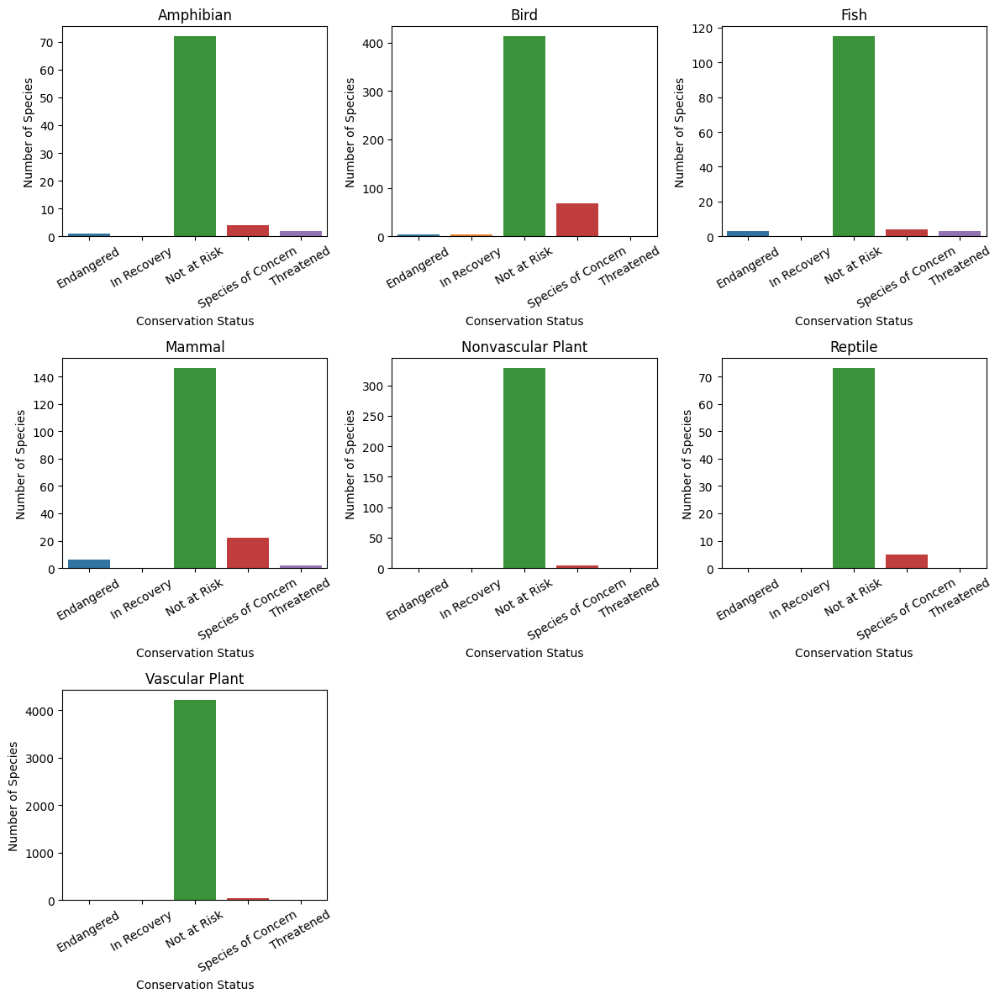 Amphibian
Number of Species
70
60
50
40
30
20
10
0
Endangered
In Recovery
Not at Risk
Species of Concern
Threatened
Conservation Status
Bird
Number of Species
400
300
200
100
0
Endangered
In Recovery
Not at Risk
Species of Concern
Threatened
Conservation Status
Fish
Number of Species
120
100
80
60
40
20
0
Endangered
In Recovery
Not at Risk
Species of Concern
Threatened
Conservation Status
Mammal
Number of Species
140
120
100
80
60
40
20
0
Endangered
In Recovery
Not at Risk
Species of Concern
Threatened
Conservation Status
Nonvascular Plant
Number of Species
300
250
200
150
100
50
0
Endangered
In Recovery
Not at Risk
Species of Concern
Threatened
Conservation Status
Reptile
Number of Species
70
60
50
40
30
20
10
0
Endangered
In Recovery
Not at Risk
Species of Concern
Threatened
Conservation Status
Vascular Plant
Number of Species
4000
3000
2000
1000
0
Endangered
In Recovery
Not at Risk
Species of Concern
Threatened
Conservation Status